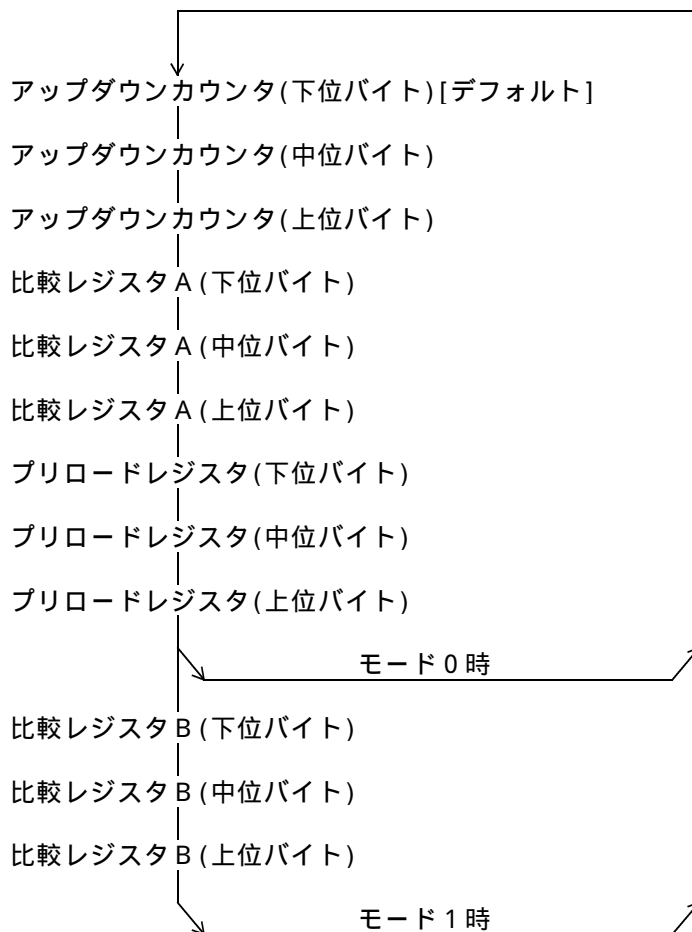 アップダウンカウンタ(下位バイト)[デフォルト]
アップダウンカウンタ(中位バイト)
アップダウンカウンタ(上位バイト)
比較レジスタA(下位バイト)
比較レジスタA(中位バイト)
比較レジスタA(上位バイト)
プリロードレジスタ(下位バイト)
プリロードレジスタ(中位バイト)
プリロードレジスタ(上位バイト)
モード0時
比較レジスタB(下位バイト)
比較レジスタB(中位バイト)
比較レジスタB(上位バイト)
モード1時